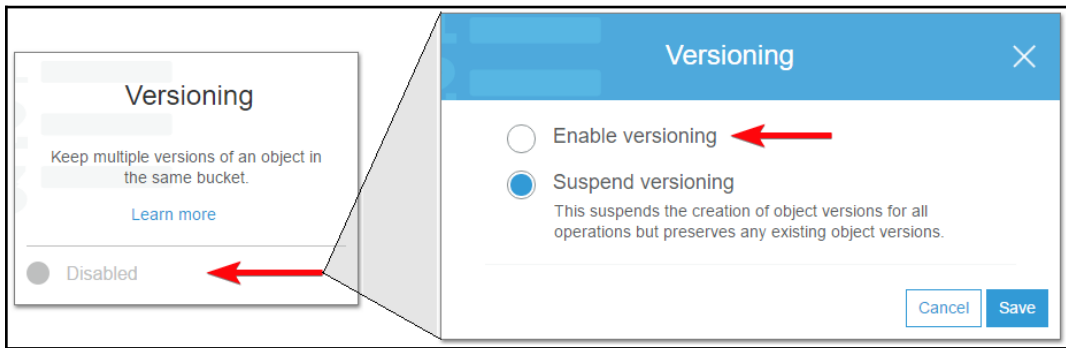 Versioning
Keep multiple versions of an object in
the same bucket.
Learn more
Disabled
Versioning
Enable versioning
Suspend versioning
This suspends the creation of object versions for all
operations but preserves any existing object versions.
Cancel Save